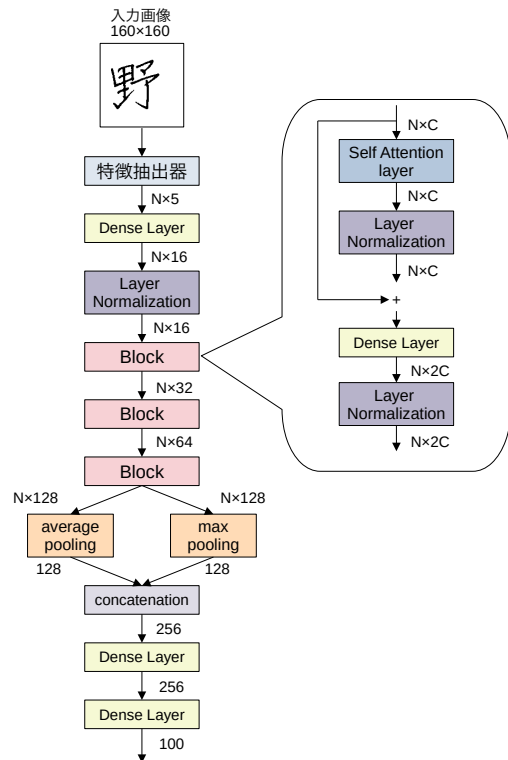 入力画像
160×160
野
特徴抽出器
N×5
Dense Layer
N×16
Layer
Normalization
N×16
Block
N×32
Block
N×64
Block
N×128
N×128
average
pooling
max
pooling
128
128
concatenation
256
Dense Layer
256
Dense Layer
100
N×C
Self Attention
layer
N×C
Layer
Normalization
N×C
+
Dense Layer
N×2C
Layer
Normalization
N×2C